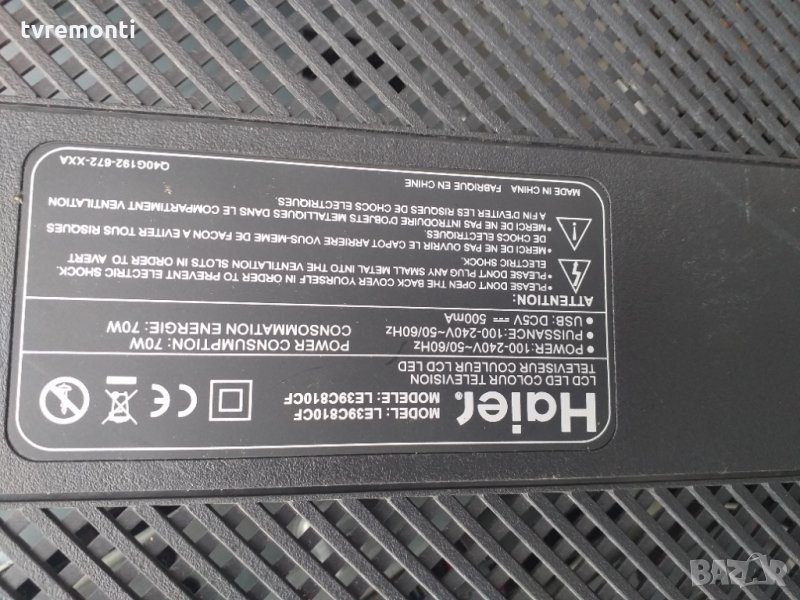 tvremonti
Haier
MODEL: LE39C810CF
MODELE: LE39C810CF
LCD LED COLOUR TELEVISION
TELEVISEUR COULEUR LCD LED
• POWER:100-240V~50/60Hz
• PUISSANCE:100-240V~50/60Hz
• USB: DC5V 500mA
POWER CONSUMPTION: 70W
CONSOMMATION ENERGIE: 70W
ATTENTION:
• PLEASE DON'T OPEN THE BACK COVER YOURSELF IN ORDER TO PREVENT ELECTRIC SHOCK.
• PLEASE DON'T PLUG ANY SMALL METAL INTO THE VENTILATION SLOTS IN ORDER TO AVERT
ELECTRIC SHOCK.
• MERCI DE NE PAS OUVRIR LE CAPOT ARRIERE VOUS-MEME DE FACON A EVITER TOUS RISQUES
DE CHOCS ELECTRIQUES.
• MERCI DE NE PAS INTRODUIRE D'OBJETS METALLIQUES DANS LE COMPARTIMENT VENTILATION
A FIN D'EVITER LES RISQUES DE CHOCS ELECTRIQUES.
MADE IN CHINA FABRIQUE EN CHINE
Q40G192-672-XXA
BAZAR